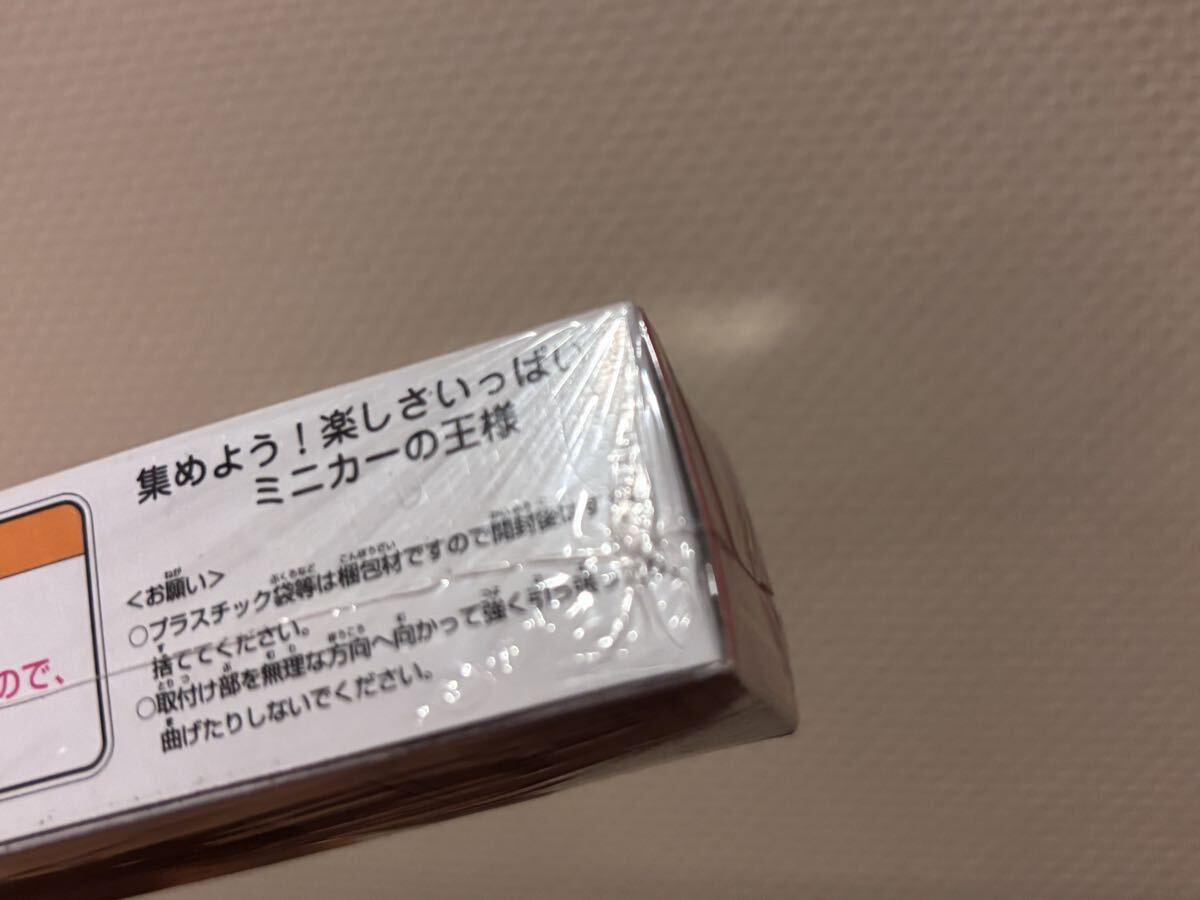 集めよう！楽しさいっぱい
ミニカーの王様
<お願い>
○プラスチック袋等は梱包材ですので開封後はす
捨ててください。
○取付け部を無理な方向へ向かって強く引っ張っ
曲げたりしないでください。
ので、